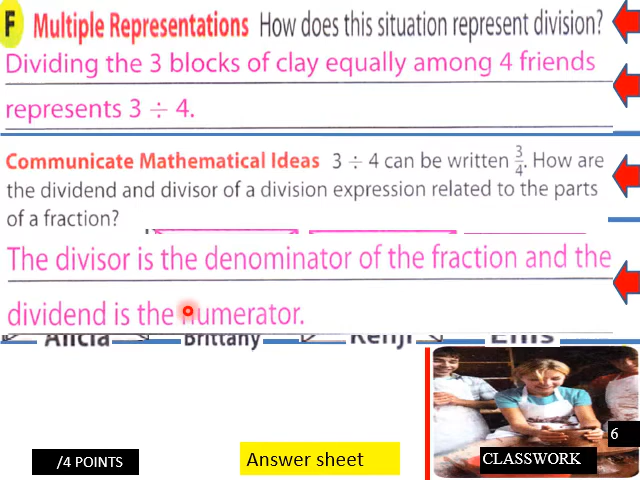 F Multiple Representations How does this situation represent division?
Dividing the 3 blocks of clay equally among 4 friends
represents 3 ÷ 4.
Communicate Mathematical Ideas 3 ÷ 4 can be written 3/4. How are
the dividend and divisor of a division expression related to the parts
of a fraction?
The divisor is the denominator of the fraction and the
dividend is the numerator.
Alicia Brittany Kenji Ellis
6
/4 POINTS Answer sheet CLASSWORK